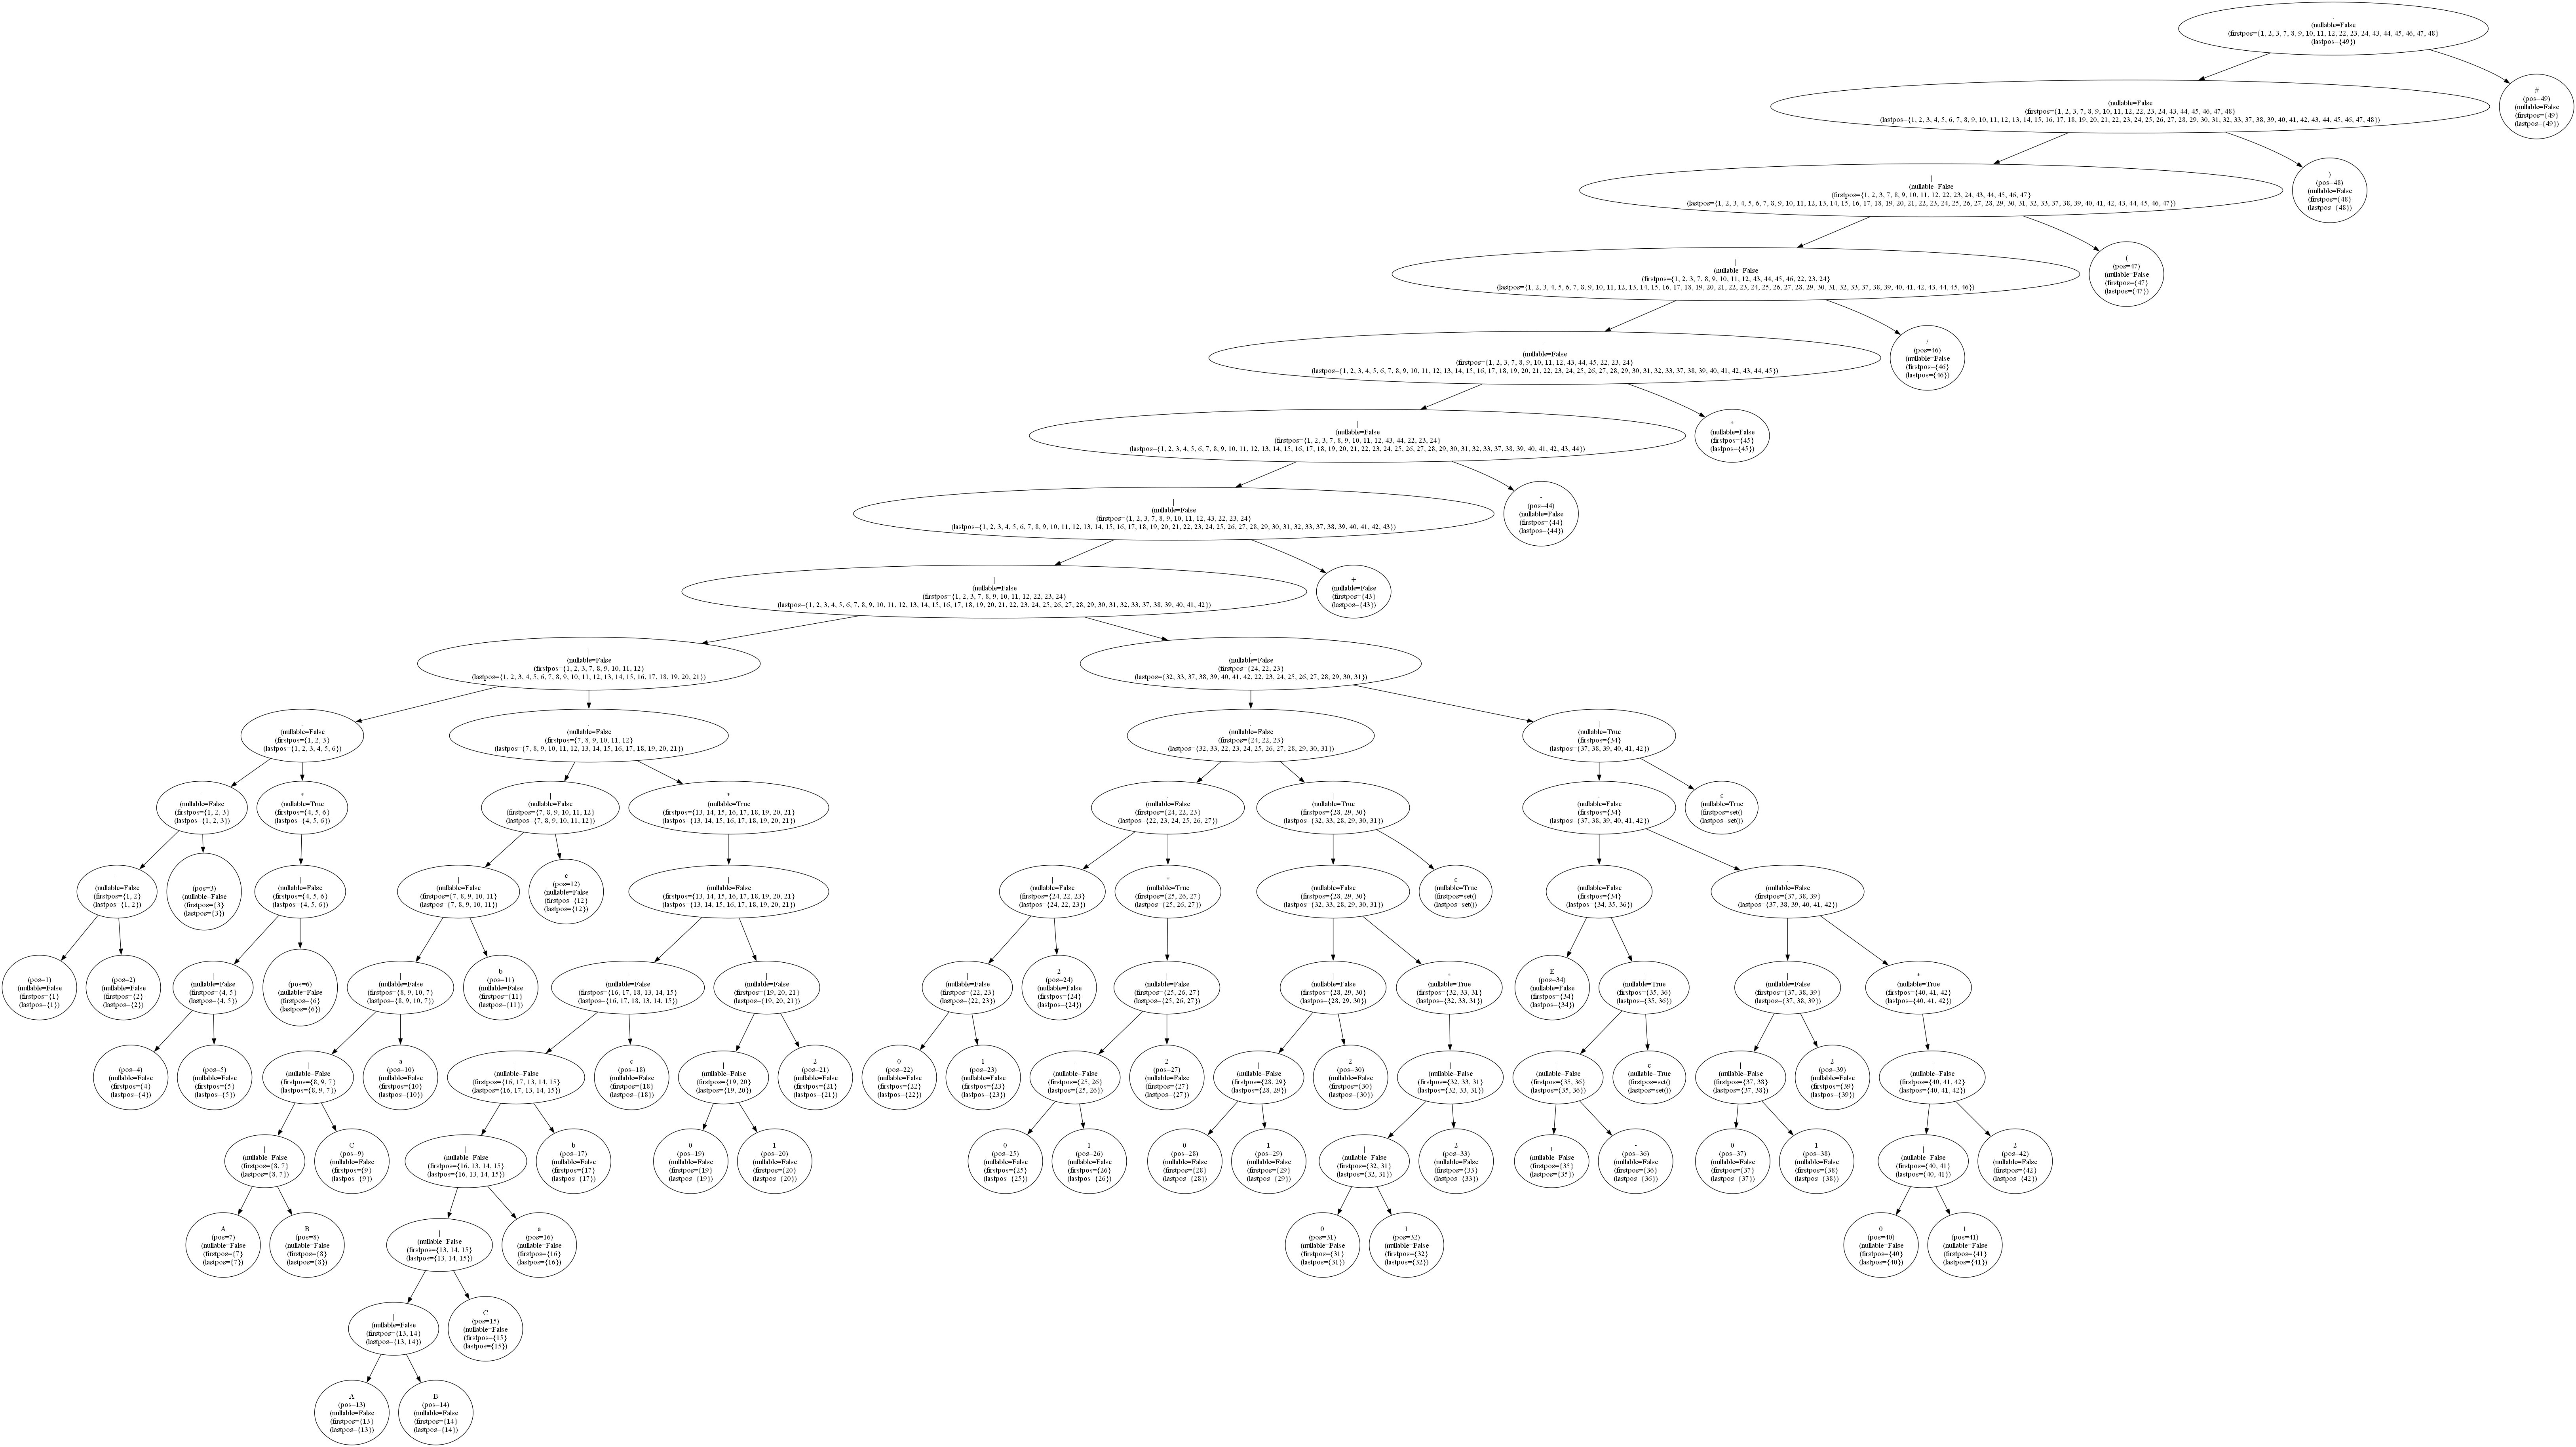 (nullable=False
(firstpos={1, 2, 3, 7, 8, 9, 10, 11, 12, 22, 23, 24, 43, 44, 45, 46, 47, 48}
(lastpos={49})
|
(nullable=False
(firstpos={1, 2, 3, 7, 8, 9, 10, 11, 12, 22, 23, 24, 43, 44, 45, 46, 47, 48}
(lastpos={1, 2, 3, 4, 5, 6, 7, 8, 9, 10, 11, 12, 13, 14, 15, 16, 17, 18, 19, 20, 21, 22, 23, 24, 25, 26, 27, 28, 29, 30, 31, 32, 33, 37, 38, 39, 40, 41, 42, 43, 44, 45, 46, 47, 48})
#
(pos=49)
(nullable=False
(firstpos={49}
(lastpos={49})
|
(nullable=False
(firstpos={1, 2, 3, 7, 8, 9, 10, 11, 12, 22, 23, 24, 43, 44, 45, 46, 47}
(lastpos={1, 2, 3, 4, 5, 6, 7, 8, 9, 10, 11, 12, 13, 14, 15, 16, 17, 18, 19, 20, 21, 22, 23, 24, 25, 26, 27, 28, 29, 30, 31, 32, 33, 37, 38, 39, 40, 41, 42, 43, 44, 45, 46, 47})
)
(pos=48)
(nullable=False
(firstpos={48}
(lastpos={48})
|
(nullable=False
(firstpos={1, 2, 3, 7, 8, 9, 10, 11, 12, 43, 44, 45, 46, 22, 23, 24}
(lastpos={1, 2, 3, 4, 5, 6, 7, 8, 9, 10, 11, 12, 13, 14, 15, 16, 17, 18, 19, 20, 21, 22, 23, 24, 25, 26, 27, 28, 29, 30, 31, 32, 33, 37, 38, 39, 40, 41, 42, 43, 44, 45, 46})
(
(pos=47)
(nullable=False
(firstpos={47}
(lastpos={47})
|
(nullable=False
(firstpos={1, 2, 3, 7, 8, 9, 10, 11, 12, 43, 44, 45, 22, 23, 24}
(lastpos={1, 2, 3, 4, 5, 6, 7, 8, 9, 10, 11, 12, 13, 14, 15, 16, 17, 18, 19, 20, 21, 22, 23, 24, 25, 26, 27, 28, 29, 30, 31, 32, 33, 37, 38, 39, 40, 41, 42, 43, 44, 45})
/
(pos=46)
(nullable=False
(firstpos={46}
(lastpos={46})
|
(nullable=False
(firstpos={1, 2, 3, 7, 8, 9, 10, 11, 12, 43, 44, 22, 23, 24}
(lastpos={1, 2, 3, 4, 5, 6, 7, 8, 9, 10, 11, 12, 13, 14, 15, 16, 17, 18, 19, 20, 21, 22, 23, 24, 25, 26, 27, 28, 29, 30, 31, 32, 33, 37, 38, 39, 40, 41, 42, 43, 44})
*
(nullable=False
(firstpos={45}
(lastpos={45})
|
(nullable=False
(firstpos={1, 2, 3, 7, 8, 9, 10, 11, 12, 43, 22, 23, 24}
(lastpos={1, 2, 3, 4, 5, 6, 7, 8, 9, 10, 11, 12, 13, 14, 15, 16, 17, 18, 19, 20, 21, 22, 23, 24, 25, 26, 27, 28, 29, 30, 31, 32, 33, 37, 38, 39, 40, 41, 42, 43})
-
(pos=44)
(nullable=False
(firstpos={44}
(lastpos={44})
|
(nullable=False
(firstpos={1, 2, 3, 7, 8, 9, 10, 11, 12, 22, 23, 24}
(lastpos={1, 2, 3, 4, 5, 6, 7, 8, 9, 10, 11, 12, 13, 14, 15, 16, 17, 18, 19, 20, 21, 22, 23, 24, 25, 26, 27, 28, 29, 30, 31, 32, 33, 37, 38, 39, 40, 41, 42})
+
(nullable=False
(firstpos={43}
(lastpos={43})
|
(nullable=False
(firstpos={1, 2, 3, 7, 8, 9, 10, 11, 12}
(lastpos={1, 2, 3, 4, 5, 6, 7, 8, 9, 10, 11, 12, 13, 14, 15, 16, 17, 18, 19, 20, 21})
.
(nullable=False
(firstpos={24, 22, 23}
(lastpos={32, 33, 37, 38, 39, 40, 41, 42, 22, 23, 24, 25, 26, 27, 28, 29, 30, 31})
.
(nullable=False
(firstpos={1, 2, 3}
(lastpos={1, 2, 3, 4, 5, 6})
.
(nullable=False
(firstpos={7, 8, 9, 10, 11, 12}
(lastpos={7, 8, 9, 10, 11, 12, 13, 14, 15, 16, 17, 18, 19, 20, 21})
.
(nullable=False
(firstpos={24, 22, 23}
(lastpos={32, 33, 22, 23, 24, 25, 26, 27, 28, 29, 30, 31})
|
(nullable=True
(firstpos={34}
(lastpos={37, 38, 39, 40, 41, 42})
|
(nullable=False
(firstpos={1, 2, 3}
(lastpos={1, 2, 3})
*
(nullable=True
(firstpos={4, 5, 6}
(lastpos={4, 5, 6})
|
(nullable=False
(firstpos={7, 8, 9, 10, 11, 12}
(lastpos={7, 8, 9, 10, 11, 12})
*
(nullable=True
(firstpos={13, 14, 15, 16, 17, 18, 19, 20, 21}
(lastpos={13, 14, 15, 16, 17, 18, 19, 20, 21})
.
(nullable=False
(firstpos={24, 22, 23}
(lastpos={22, 23, 24, 25, 26, 27})
|
(nullable=True
(firstpos={28, 29, 30}
(lastpos={32, 33, 28, 29, 30, 31})
.
(nullable=False
(firstpos={34}
(lastpos={37, 38, 39, 40, 41, 42})
ε
(nullable=True
(firstpos=set()
(lastpos=set())
|
(nullable=False
(firstpos={1, 2}
(lastpos={1, 2})
(pos=3)
(nullable=False
(firstpos={3}
(lastpos={3})
|
(nullable=False
(firstpos={4, 5, 6}
(lastpos={4, 5, 6})
|
(nullable=False
(firstpos={7, 8, 9, 10, 11}
(lastpos={7, 8, 9, 10, 11})
c
(pos=12)
(nullable=False
(firstpos={12}
(lastpos={12})
|
(nullable=False
(firstpos={13, 14, 15, 16, 17, 18, 19, 20, 21}
(lastpos={13, 14, 15, 16, 17, 18, 19, 20, 21})
|
(nullable=False
(firstpos={24, 22, 23}
(lastpos={24, 22, 23})
*
(nullable=True
(firstpos={25, 26, 27}
(lastpos={25, 26, 27})
.
(nullable=False
(firstpos={28, 29, 30}
(lastpos={32, 33, 28, 29, 30, 31})
ε
(nullable=True
(firstpos=set()
(lastpos=set())
.
(nullable=False
(firstpos={34}
(lastpos={34, 35, 36})
.
(nullable=False
(firstpos={37, 38, 39}
(lastpos={37, 38, 39, 40, 41, 42})
(pos=1)
(nullable=False
(firstpos={1}
(lastpos={1})
(pos=2)
(nullable=False
(firstpos={2}
(lastpos={2})
|
(nullable=False
(firstpos={4, 5}
(lastpos={4, 5})
(pos=6)
(nullable=False
(firstpos={6}
(lastpos={6})
|
(nullable=False
(firstpos={8, 9, 10, 7}
(lastpos={8, 9, 10, 7})
b
(pos=11)
(nullable=False
(firstpos={11}
(lastpos={11})
|
(nullable=False
(firstpos={16, 17, 18, 13, 14, 15}
(lastpos={16, 17, 18, 13, 14, 15})
|
(nullable=False
(firstpos={19, 20, 21}
(lastpos={19, 20, 21})
|
(nullable=False
(firstpos={22, 23}
(lastpos={22, 23})
2
(pos=24)
(nullable=False
(firstpos={24}
(lastpos={24})
|
(nullable=False
(firstpos={25, 26, 27}
(lastpos={25, 26, 27})
|
(nullable=False
(firstpos={28, 29, 30}
(lastpos={28, 29, 30})
*
(nullable=True
(firstpos={32, 33, 31}
(lastpos={32, 33, 31})
E
(pos=34)
(nullable=False
(firstpos={34}
(lastpos={34})
|
(nullable=True
(firstpos={35, 36}
(lastpos={35, 36})
|
(nullable=False
(firstpos={37, 38, 39}
(lastpos={37, 38, 39})
*
(nullable=True
(firstpos={40, 41, 42}
(lastpos={40, 41, 42})
(pos=4)
(nullable=False
(firstpos={4}
(lastpos={4})
(pos=5)
(nullable=False
(firstpos={5}
(lastpos={5})
|
(nullable=False
(firstpos={8, 9, 7}
(lastpos={8, 9, 7})
a
(pos=10)
(nullable=False
(firstpos={10}
(lastpos={10})
|
(nullable=False
(firstpos={16, 17, 13, 14, 15}
(lastpos={16, 17, 13, 14, 15})
c
(pos=18)
(nullable=False
(firstpos={18}
(lastpos={18})
|
(nullable=False
(firstpos={19, 20}
(lastpos={19, 20})
2
(pos=21)
(nullable=False
(firstpos={21}
(lastpos={21})
0
(pos=22)
(nullable=False
(firstpos={22}
(lastpos={22})
1
(pos=23)
(nullable=False
(firstpos={23}
(lastpos={23})
|
(nullable=False
(firstpos={25, 26}
(lastpos={25, 26})
2
(pos=27)
(nullable=False
(firstpos={27}
(lastpos={27})
|
(nullable=False
(firstpos={28, 29}
(lastpos={28, 29})
2
(pos=30)
(nullable=False
(firstpos={30}
(lastpos={30})
|
(nullable=False
(firstpos={32, 33, 31}
(lastpos={32, 33, 31})
|
(nullable=False
(firstpos={35, 36}
(lastpos={35, 36})
ε
(nullable=True
(firstpos=set()
(lastpos=set())
|
(nullable=False
(firstpos={37, 38}
(lastpos={37, 38})
2
(pos=39)
(nullable=False
(firstpos={39}
(lastpos={39})
|
(nullable=False
(firstpos={40, 41, 42}
(lastpos={40, 41, 42})
|
(nullable=False
(firstpos={8, 7}
(lastpos={8, 7})
C
(pos=9)
(nullable=False
(firstpos={9}
(lastpos={9})
|
(nullable=False
(firstpos={16, 13, 14, 15}
(lastpos={16, 13, 14, 15})
b
(pos=17)
(nullable=False
(firstpos={17}
(lastpos={17})
0
(pos=19)
(nullable=False
(firstpos={19}
(lastpos={19})
1
(pos=20)
(nullable=False
(firstpos={20}
(lastpos={20})
0
(pos=25)
(nullable=False
(firstpos={25}
(lastpos={25})
1
(pos=26)
(nullable=False
(firstpos={26}
(lastpos={26})
0
(pos=28)
(nullable=False
(firstpos={28}
(lastpos={28})
1
(pos=29)
(nullable=False
(firstpos={29}
(lastpos={29})
|
(nullable=False
(firstpos={32, 31}
(lastpos={32, 31})
2
(pos=33)
(nullable=False
(firstpos={33}
(lastpos={33})
+
(nullable=False
(firstpos={35}
(lastpos={35})
-
(pos=36)
(nullable=False
(firstpos={36}
(lastpos={36})
0
(pos=37)
(nullable=False
(firstpos={37}
(lastpos={37})
1
(pos=38)
(nullable=False
(firstpos={38}
(lastpos={38})
|
(nullable=False
(firstpos={40, 41}
(lastpos={40, 41})
2
(pos=42)
(nullable=False
(firstpos={42}
(lastpos={42})
A
(pos=7)
(nullable=False
(firstpos={7}
(lastpos={7})
B
(pos=8)
(nullable=False
(firstpos={8}
(lastpos={8})
|
(nullable=False
(firstpos={13, 14, 15}
(lastpos={13, 14, 15})
a
(pos=16)
(nullable=False
(firstpos={16}
(lastpos={16})
0
(pos=31)
(nullable=False
(firstpos={31}
(lastpos={31})
1
(pos=32)
(nullable=False
(firstpos={32}
(lastpos={32})
0
(pos=40)
(nullable=False
(firstpos={40}
(lastpos={40})
1
(pos=41)
(nullable=False
(firstpos={41}
(lastpos={41})
|
(nullable=False
(firstpos={13, 14}
(lastpos={13, 14})
C
(pos=15)
(nullable=False
(firstpos={15}
(lastpos={15})
A
(pos=13)
(nullable=False
(firstpos={13}
(lastpos={13})
B
(pos=14)
(nullable=False
(firstpos={14}
(lastpos={14})